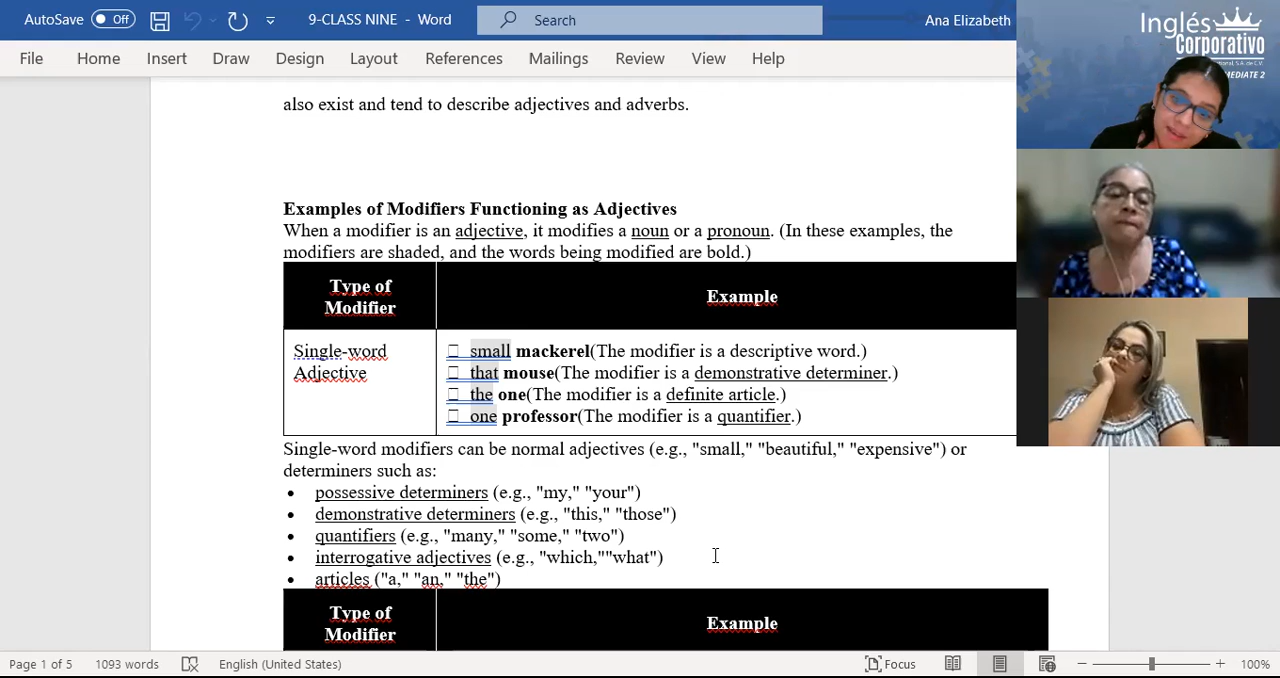 AutoSave Off 9-CLASS NINE - Word Search Ana Elizabeth
File Home Insert Draw Design Layout References Mailings Review View Help
Inglés
Corporativo
MEDIATE 2
also exist and tend to describe adjectives and adverbs.
Examples of Modifiers Functioning as Adjectives
When a modifier is an adjective, it modifies a noun or a pronoun. (In these examples, the
modifiers are shaded, and the words being modified are bold.)
Type of
Modifier
Example
Single-word
Adjective
small mackerel(The modifier is a descriptive word.)
that mouse(The modifier is a demonstrative determiner.)
the one(The modifier is a definite article.)
one professor(The modifier is a quantifier.)
Single-word modifiers can be normal adjectives (e.g., "small," "beautiful," "expensive") or
determiners such as:
• possessive determiners (e.g., "my," "your")
• demonstrative determiners (e.g., "this," "those")
• quantifiers (e.g., "many," "some," "two")
• interrogative adjectives (e.g., "which,""what")
• articles ("a," "an," "the")
Type of
Modifier
Example
Page 1 of 5 1093 words English (United States) Focus 100%